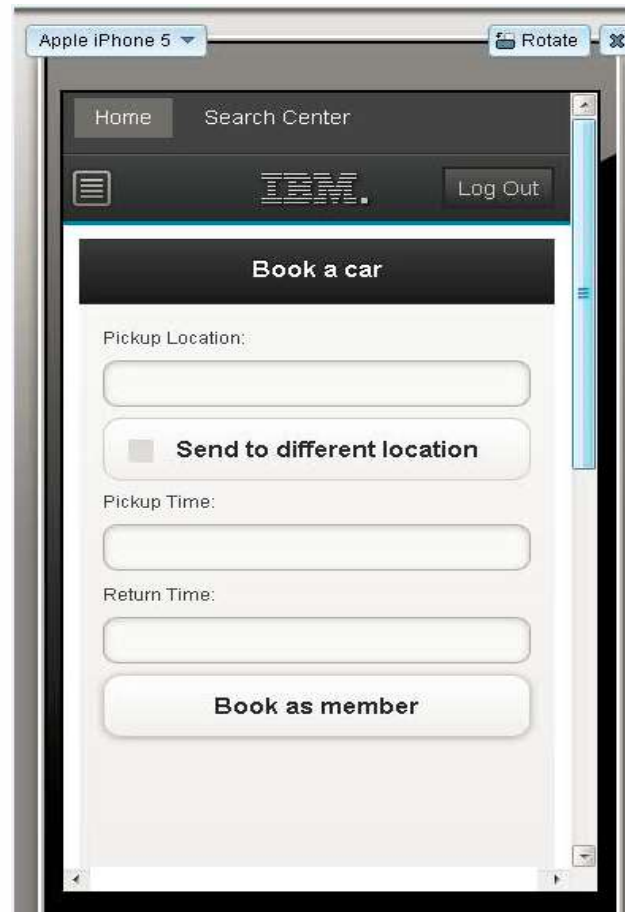 Apple iPhone 5 Rotate
Home Search Center
IBM. Log Out
Book a car
Pickup Location:
Send to different location
Pickup Time:
Return Time:
Book as member